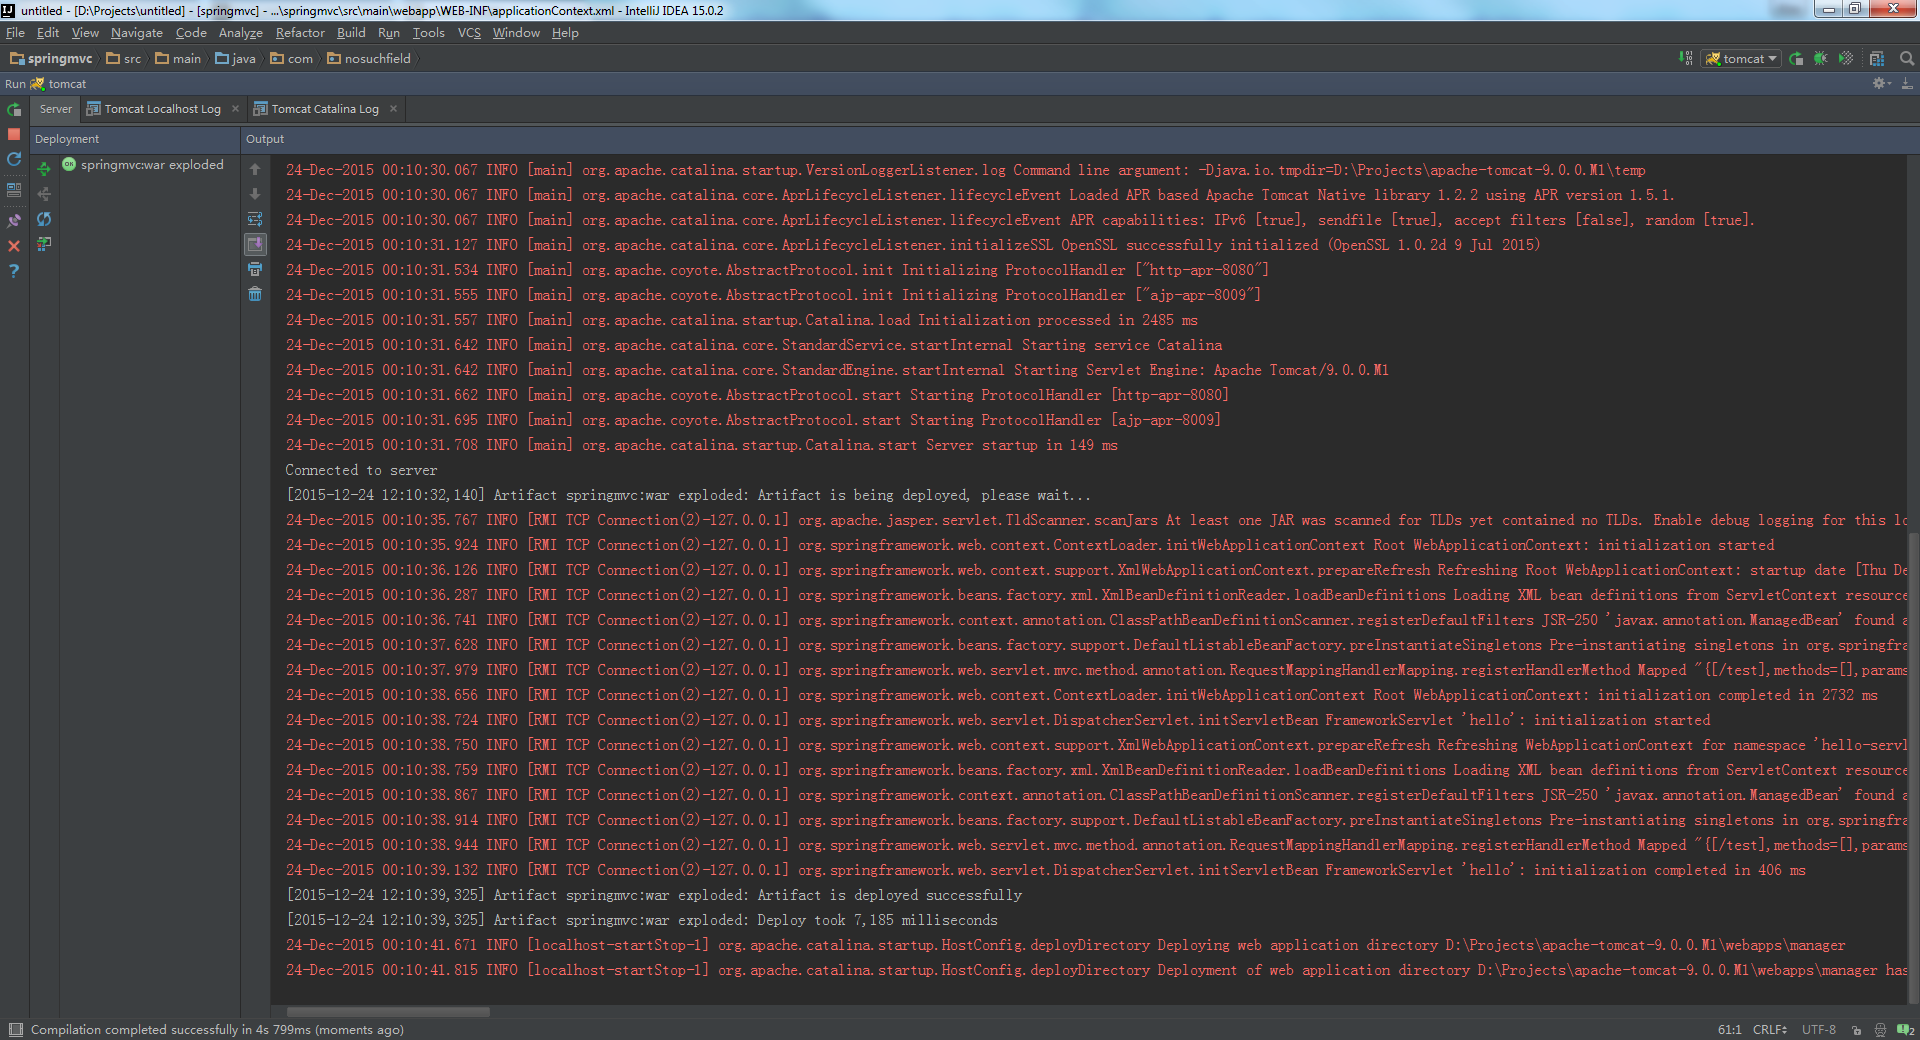 untitled - [D:\Projects\untitled] - [springmvc] - ...\springmvc\src\main\webapp\WEB-INF\applicationContext.xml - IntelliJ IDEA 15.0.2
File Edit View Navigate Code Analyze Refactor Build Run Tools VCS Window Help
springmvc src main java com nosuchfield tomcat
Run tomcat
Server Tomcat Localhost Log Tomcat Catalina Log
Deployment Output
springmvc:war exploded
24-Dec-2015 00:10:30.067 INFO [main] org.apache.catalina.startup.VersionLoggerListener.log Command line argument: -Djava.io.tmpdir=D:\Projects\apache-tomcat-9.0.0.M1\temp
24-Dec-2015 00:10:30.067 INFO [main] org.apache.catalina.core.AprLifecycleListener.lifecycleEvent Loaded APR based Apache Tomcat Native library 1.2.2 using APR version 1.5.1.
24-Dec-2015 00:10:30.067 INFO [main] org.apache.catalina.core.AprLifecycleListener.lifecycleEvent APR capabilities: IPv6 [true], sendfile [true], accept filters [false], random [true].
24-Dec-2015 00:10:31.127 INFO [main] org.apache.catalina.core.AprLifecycleListener.initializeSSL OpenSSL successfully initialized (OpenSSL 1.0.2d 9 Jul 2015)
24-Dec-2015 00:10:31.534 INFO [main] org.apache.coyote.AbstractProtocol.init Initializing ProtocolHandler ["http-apr-8080"]
24-Dec-2015 00:10:31.555 INFO [main] org.apache.coyote.AbstractProtocol.init Initializing ProtocolHandler ["ajp-apr-8009"]
24-Dec-2015 00:10:31.557 INFO [main] org.apache.catalina.startup.Catalina.load Initialization processed in 2485 ms
24-Dec-2015 00:10:31.642 INFO [main] org.apache.catalina.core.StandardService.startInternal Starting service Catalina
24-Dec-2015 00:10:31.642 INFO [main] org.apache.catalina.core.StandardEngine.startInternal Starting Servlet Engine: Apache Tomcat/9.0.0.M1
24-Dec-2015 00:10:31.662 INFO [main] org.apache.coyote.AbstractProtocol.start Starting ProtocolHandler [http-apr-8080]
24-Dec-2015 00:10:31.695 INFO [main] org.apache.coyote.AbstractProtocol.start Starting ProtocolHandler [ajp-apr-8009]
24-Dec-2015 00:10:31.708 INFO [main] org.apache.catalina.startup.Catalina.start Server startup in 149 ms
Connected to server
[2015-12-24 12:10:32,140] Artifact springmvc:war exploded: Artifact is being deployed, please wait...
24-Dec-2015 00:10:35.767 INFO [RMI TCP Connection(2)-127.0.0.1] org.apache.jasper.servlet.TldScanner.scanJars At least one JAR was scanned for TLDs yet contained no TLDs. Enable debug logging for this lo
24-Dec-2015 00:10:35.924 INFO [RMI TCP Connection(2)-127.0.0.1] org.springframework.web.context.ContextLoader.initWebApplicationContext Root WebApplicationContext: initialization started
24-Dec-2015 00:10:36.126 INFO [RMI TCP Connection(2)-127.0.0.1] org.springframework.web.context.support.XmlWebApplicationContext.prepareRefresh Refreshing Root WebApplicationContext: startup date [Thu De
24-Dec-2015 00:10:36.287 INFO [RMI TCP Connection(2)-127.0.0.1] org.springframework.beans.factory.xml.XmlBeanDefinitionReader.loadBeanDefinitions Loading XML bean definitions from ServletContext resource
24-Dec-2015 00:10:36.741 INFO [RMI TCP Connection(2)-127.0.0.1] org.springframework.context.annotation.ClassPathBeanDefinitionScanner.registerDefaultFilters JSR-250 'javax.annotation.ManagedBean' found a
24-Dec-2015 00:10:37.628 INFO [RMI TCP Connection(2)-127.0.0.1] org.springframework.beans.factory.support.DefaultListableBeanFactory.preInstantiateSingletons Pre-instantiating singletons in org.springfra
24-Dec-2015 00:10:37.979 INFO [RMI TCP Connection(2)-127.0.0.1] org.springframework.web.servlet.mvc.method.annotation.RequestMappingHandlerMapping.registerHandlerMethod Mapped "{[/test],methods=[],params
24-Dec-2015 00:10:38.656 INFO [RMI TCP Connection(2)-127.0.0.1] org.springframework.web.context.ContextLoader.initWebApplicationContext Root WebApplicationContext: initialization completed in 2732 ms
24-Dec-2015 00:10:38.724 INFO [RMI TCP Connection(2)-127.0.0.1] org.springframework.web.servlet.DispatcherServlet.initServletBean FrameworkServlet 'hello': initialization started
24-Dec-2015 00:10:38.750 INFO [RMI TCP Connection(2)-127.0.0.1] org.springframework.web.context.support.XmlWebApplicationContext.prepareRefresh Refreshing WebApplicationContext for namespace 'hello-servl
24-Dec-2015 00:10:38.759 INFO [RMI TCP Connection(2)-127.0.0.1] org.springframework.beans.factory.xml.XmlBeanDefinitionReader.loadBeanDefinitions Loading XML bean definitions from ServletContext resource
24-Dec-2015 00:10:38.867 INFO [RMI TCP Connection(2)-127.0.0.1] org.springframework.context.annotation.ClassPathBeanDefinitionScanner.registerDefaultFilters JSR-250 'javax.annotation.ManagedBean' found a
24-Dec-2015 00:10:38.914 INFO [RMI TCP Connection(2)-127.0.0.1] org.springframework.beans.factory.support.DefaultListableBeanFactory.preInstantiateSingletons Pre-instantiating singletons in org.springfra
24-Dec-2015 00:10:38.944 INFO [RMI TCP Connection(2)-127.0.0.1] org.springframework.web.servlet.mvc.method.annotation.RequestMappingHandlerMapping.registerHandlerMethod Mapped "{[/test],methods=[],params
24-Dec-2015 00:10:39.132 INFO [RMI TCP Connection(2)-127.0.0.1] org.springframework.web.servlet.DispatcherServlet.initServletBean FrameworkServlet 'hello': initialization completed in 406 ms
[2015-12-24 12:10:39,325] Artifact springmvc:war exploded: Artifact is deployed successfully
[2015-12-24 12:10:39,325] Artifact springmvc:war exploded: Deploy took 7,185 milliseconds
24-Dec-2015 00:10:41.671 INFO [localhost-startStop-1] org.apache.catalina.startup.HostConfig.deployDirectory Deploying web application directory D:\Projects\apache-tomcat-9.0.0.M1\webapps\manager
24-Dec-2015 00:10:41.815 INFO [localhost-startStop-1] org.apache.catalina.startup.HostConfig.deployDirectory Deployment of web application directory D:\Projects\apache-tomcat-9.0.0.M1\webapps\manager has
Compilation completed successfully in 4s 799ms (moments ago) 61:1 CRLF UTF-8 2